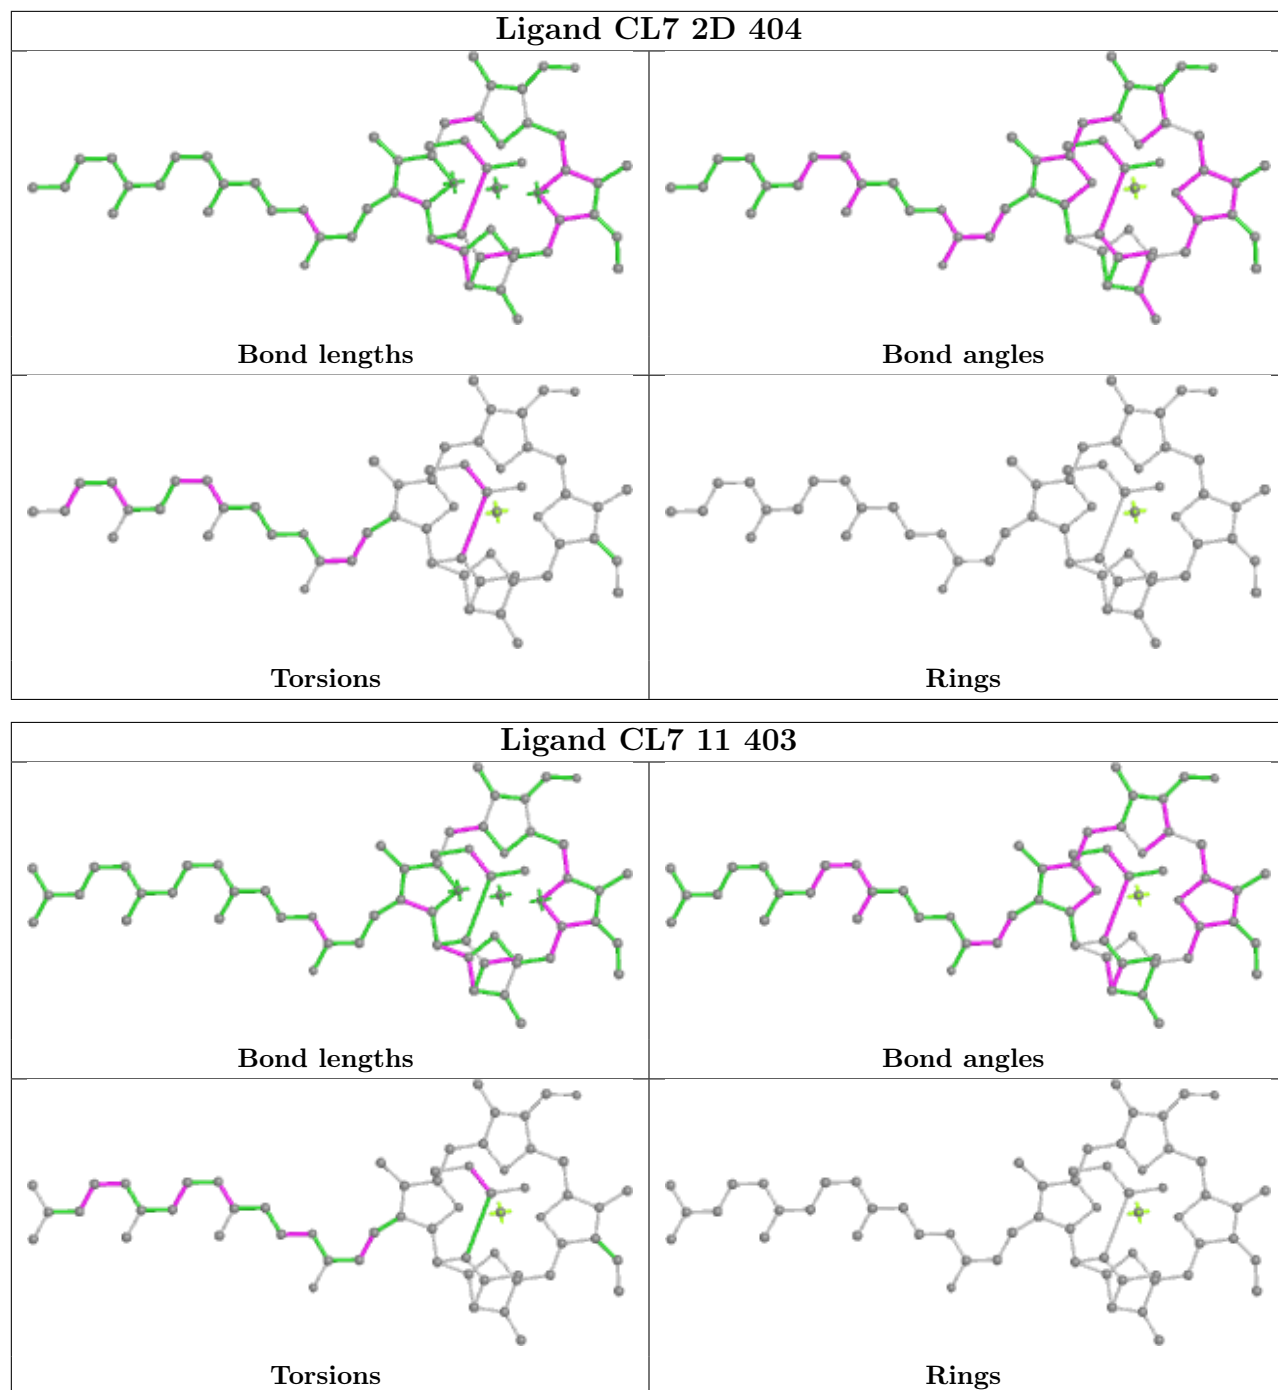 Ligand CL7 2D 404
Bond lengths
Bond angles
Torsions
Rings
Ligand CL7 11 403
Bond lengths
Bond angles
Torsions
Rings